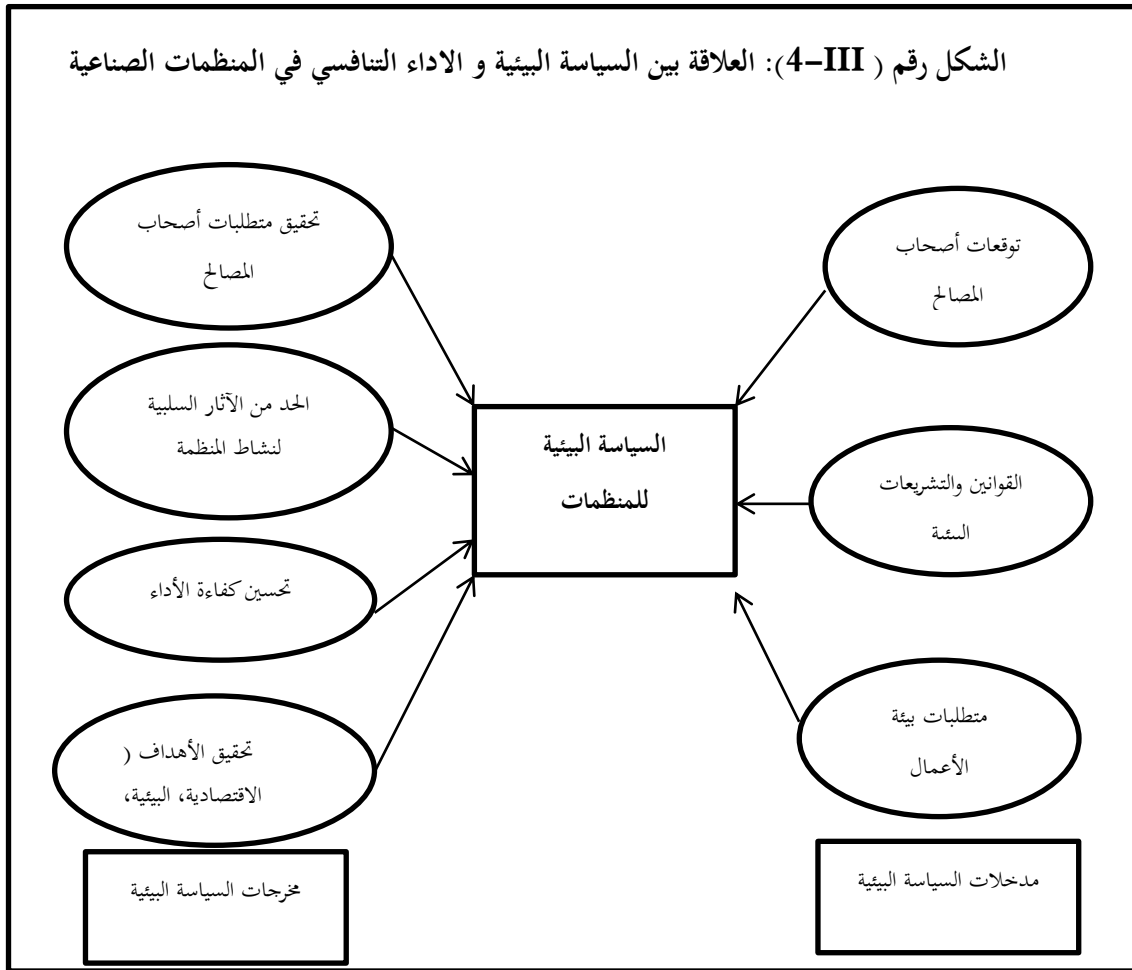 الشكل رقم ( 4-III): العلاقة بين السياسة البيئية و الاداء التنافسي في المنظمات الصناعية
توقعات أصحاب
المصالح
القوانين والتشريعات
البيئية
متطلبات بيئة
الأعمال
مدخلات السياسة البيئية
السياسة البيئية
للمنظمات
تحقيق متطلبات أصحاب
المصالح
الحد من الآثار السلبية
لنشاط المنظمة
تحسين كفاءة الأداء
تحقيق الأهداف (
الاقتصادية، البيئية،
مخرجات السياسة البيئية